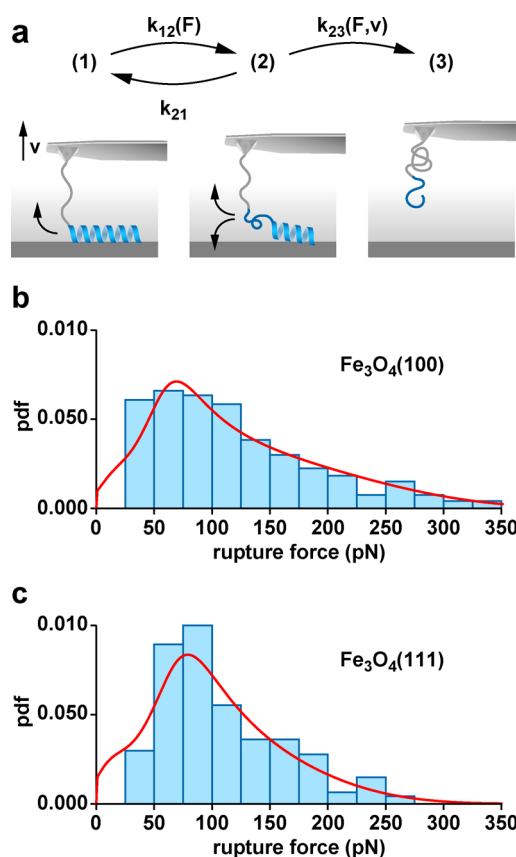 a
k12(F)
k23(F,v)
(1)
(2)
(3)
k21
v
b
0.010
Fe3O4(100)
pdf
0.050
0.000
0 50 100 150 200 250 300 350
rupture force (pN)
c
0.010
Fe3O4(111)
pdf
0.050
0.000
0 50 100 150 200 250 300 350
rupture force (pN)